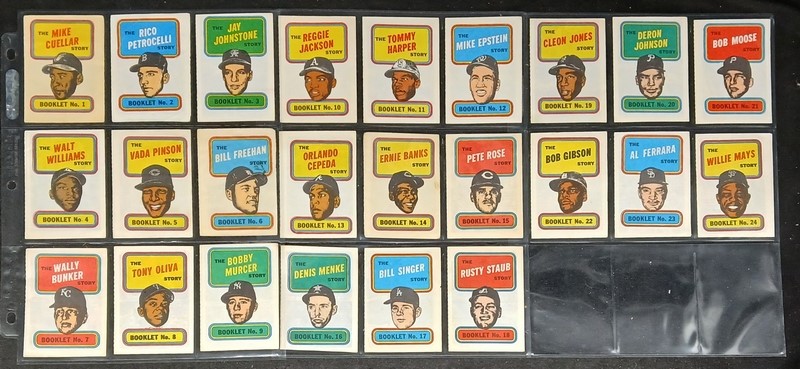 THE
MIKE
CUELLAR
STORY
BOOKLET No. 1
THE
RICO
PETROCELLI
STORY
BOOKLET No. 2
THE
JAY
JOHNSTONE
STORY
BOOKLET No. 3
THE
REGGIE
JACKSON
STORY
BOOKLET No. 10
THE
TOMMY
HARPER
STORY
BOOKLET No. 11
THE
MIKE EPSTEIN
STORY
BOOKLET No. 12
THE
CLEON JONES
STORY
BOOKLET No. 19
THE
DERON
JOHNSON
STORY
BOOKLET No. 20
THE
BOB MOOSE
STORY
BOOKLET No. 21
THE
WALT
WILLIAMS
STORY
BOOKLET No. 4
THE
VADA PINSON
STORY
BOOKLET No. 5
THE
BILL FREEHAN
STORY
BOOKLET No. 6
THE
ORLANDO
CEPEDA
STORY
BOOKLET No. 13
THE
ERNIE BANKS
STORY
BOOKLET No. 14
THE
PETE ROSE
STORY
BOOKLET No. 15
THE
BOB GIBSON
STORY
BOOKLET No. 22
THE
AL FERRARA
STORY
BOOKLET No. 23
THE
WILLIE MAYS
STORY
BOOKLET No. 24
THE
WALLY
BUNKER
STORY
KC
BOOKLET No. 7
THE
TONY OLIVA
STORY
BOOKLET No. 8
THE
BOBBY
MURCER
STORY
NY
BOOKLET No. 9
THE
DENIS MENKE
STORY
BOOKLET No. 16
THE
BILL SINGER
STORY
LA
BOOKLET No. 17
THE
RUSTY STAUB
STORY
BOOKLET No. 18